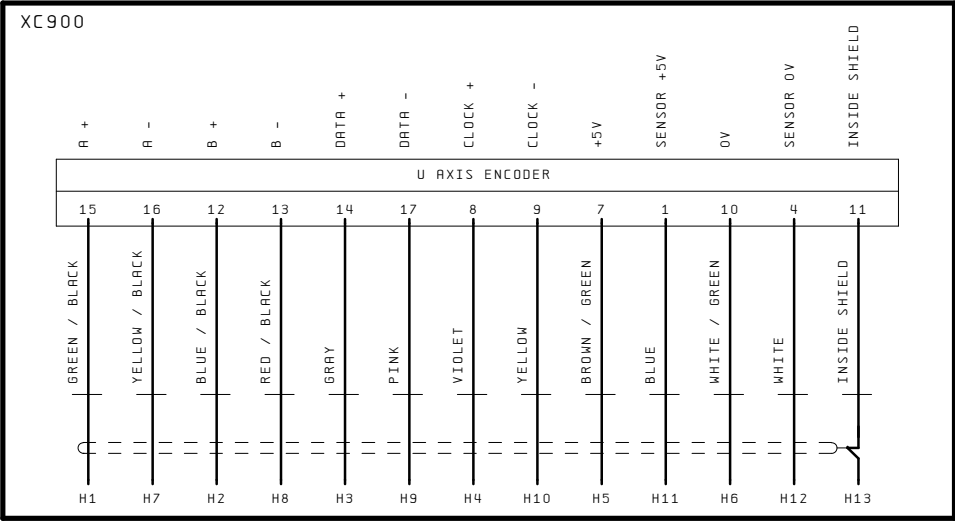 XC900
A +
A -
B +
B -
DATA +
DATA -
CLOCK +
CLOCK -
+5V
SENSOR +5V
0V
SENSOR 0V
INSIDE SHIELD
U AXIS ENCODER
15 16 12 13 14 17 8 9 7 1 10 4 11
GREEN / BLACK
YELLOW / BLACK
BLUE / BLACK
RED / BLACK
GRAY
PINK
VIOLET
YELLOW
BROWN / GREEN
BLUE
WHITE / GREEN
WHITE
INSIDE SHIELD
H1 H7 H2 H8 H3 H9 H4 H10 H5 H11 H6 H12 H13